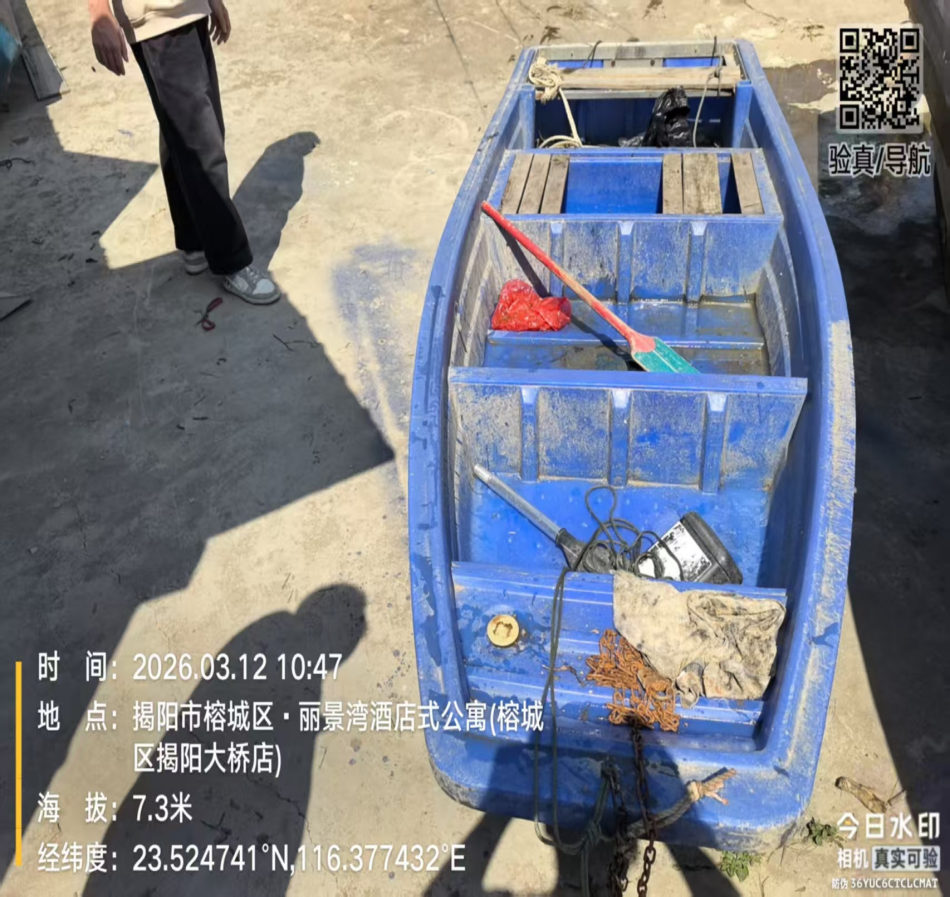 验真/导航
时 间：2026.03.12 10:47
地 点：揭阳市榕城区·丽景湾酒店式公寓(榕城
区揭阳大桥店)
海 拔：7.3米
经纬度：23.524741°N,116.377432°E
今日水印
相机 真实可验
防伪 36YUC6CTCLCMAT